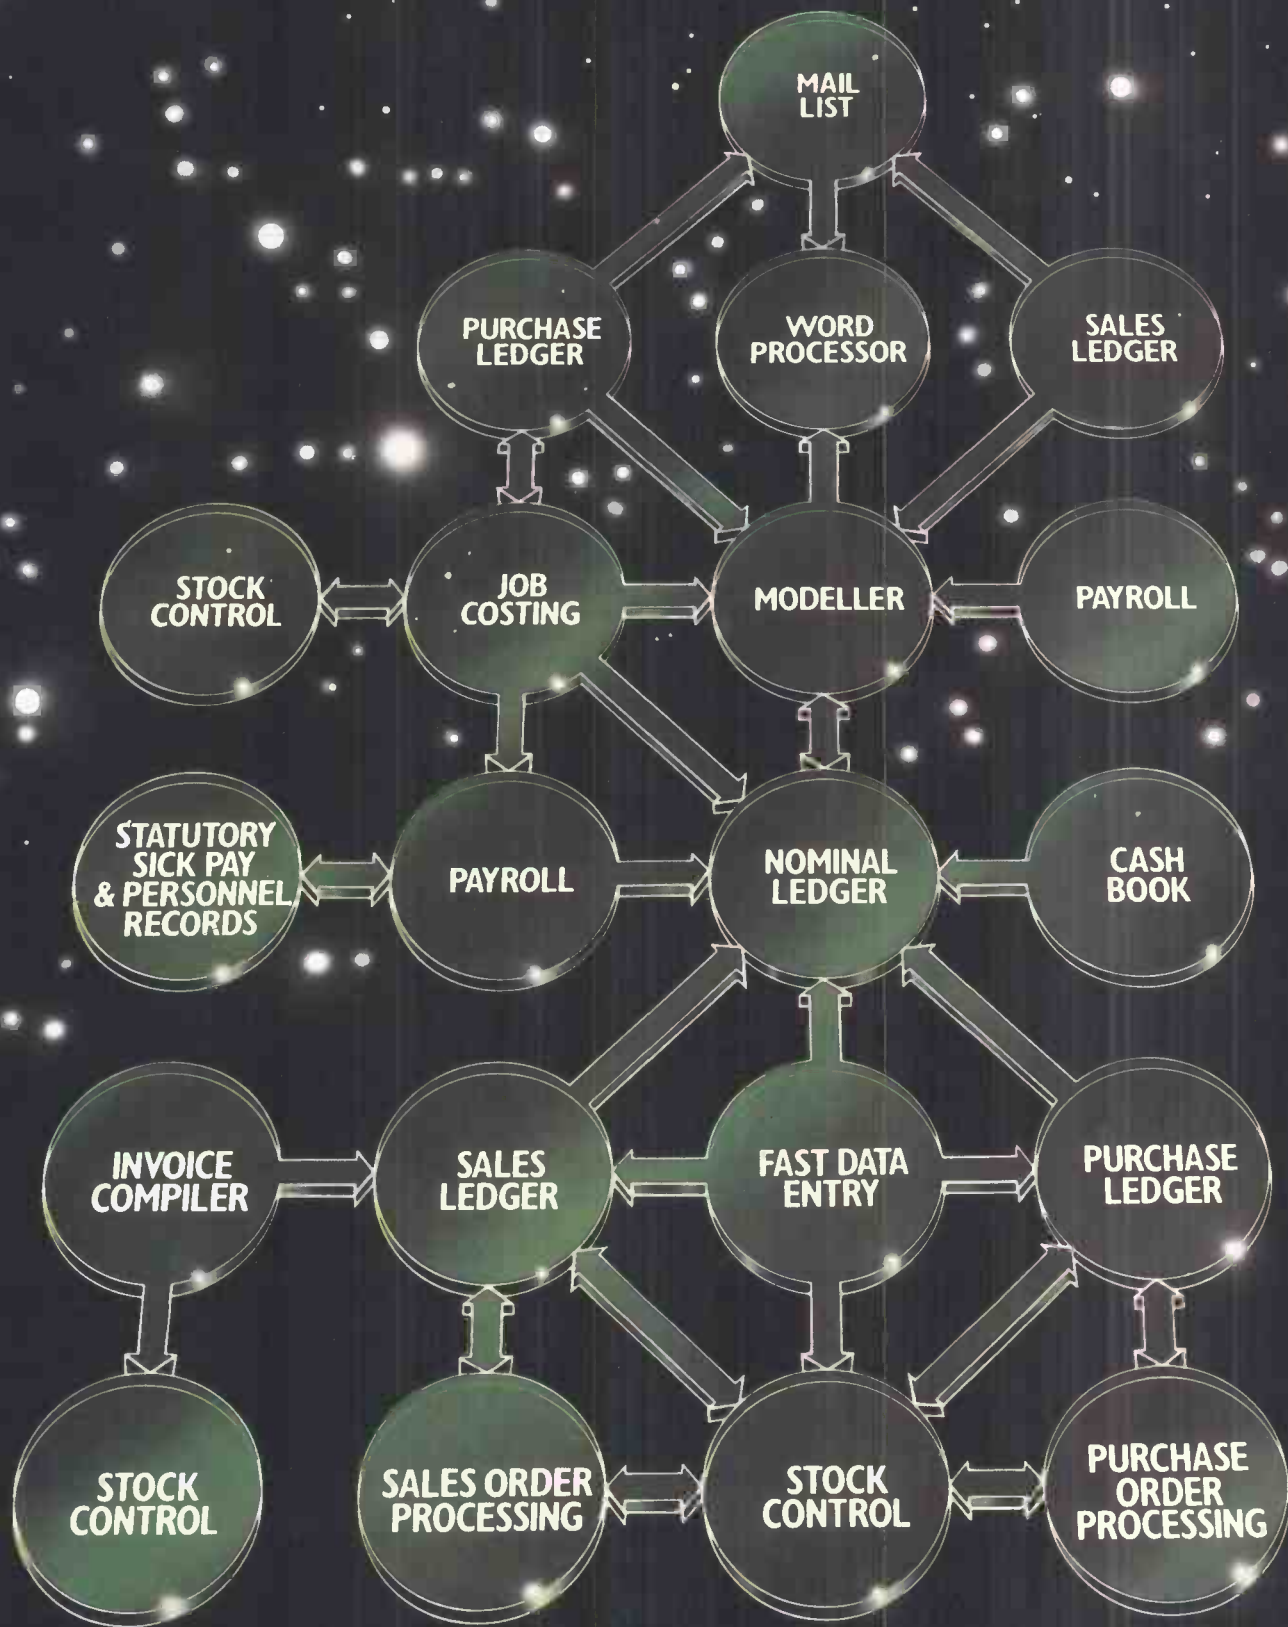 MAIL
LIST
PURCHASE
LEDGER
WORD
PROCESSOR
SALES
LEDGER
STOCK
CONTROL
JOB
COSTING
MODELLER
PAYROLL
STATUTORY
SICK PAY
& PERSONNEL
RECORDS
PAYROLL
NOMINAL
LEDGER
CASH
BOOK
INVOICE
COMPILER
SALES
LEDGER
FAST DATA
ENTRY
PURCHASE
LEDGER
STOCK
CONTROL
SALES ORDER
PROCESSING
STOCK
CONTROL
PURCHASE
ORDER
PROCESSING